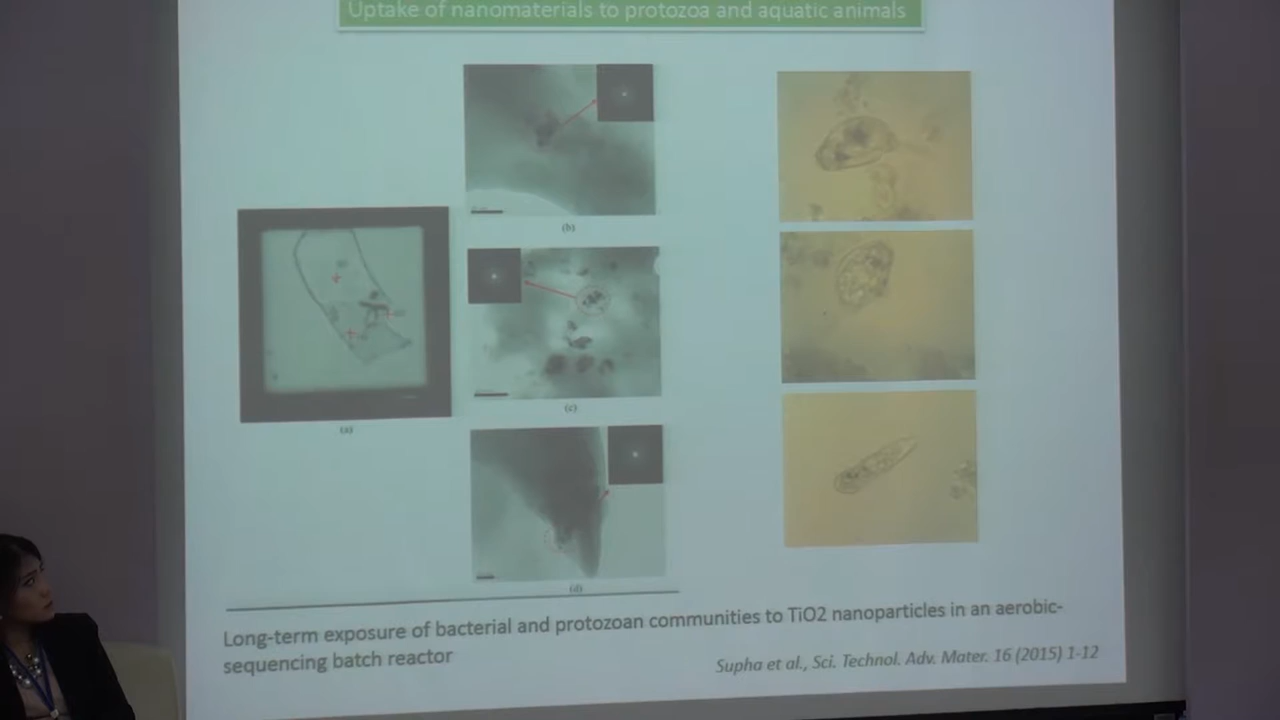 Uptake of nanomaterials to protozoa and aquatic animals
(b)
(c)
(a)
(d)
Long-term exposure of bacterial and protozoan communities to TiO2 nanoparticles in an aerobic-
sequencing batch reactor
Supha et al., Sci. Technol. Adv. Mater. 16 (2015) 1-12